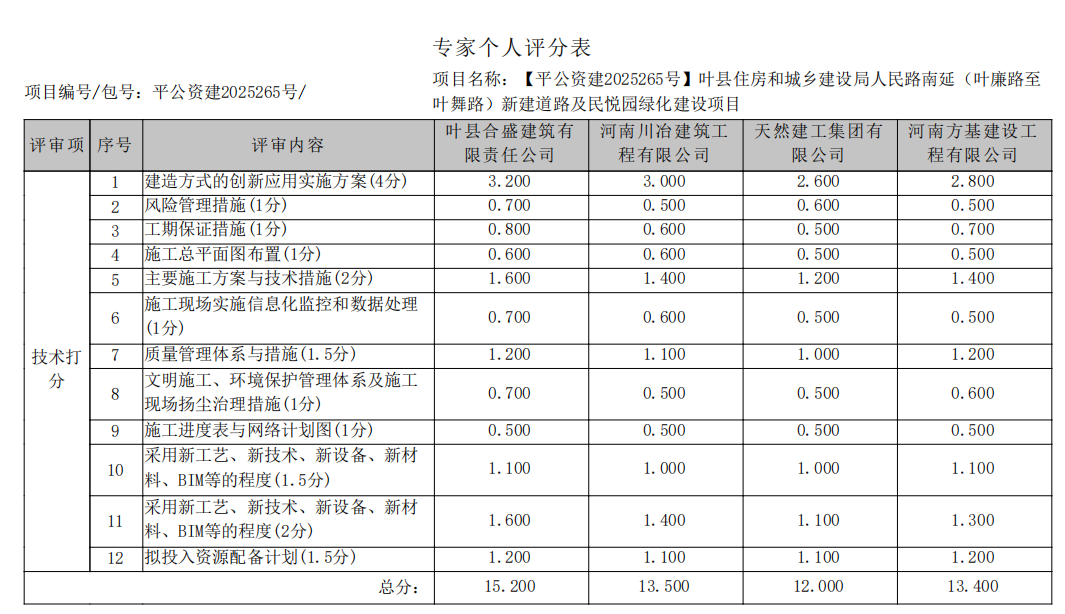 专家个人评分表
项目编号/包号: 平公资建2025265号/
项目名称: 【平公资建2025265号】叶县住房和城乡建设局人民路南延（叶廉路至
叶舞路）新建道路及民悦园绿化建设项目
评审项 序号 评审内容 叶县合盛建筑有 河南川冶建筑工 天然建工集团有 河南方基建设工
限责任公司 程有限公司 限公司 程有限公司
技术打
分
1 建造方式的创新应用实施方案(4分) 3.200 3.000 2.600 2.800
2 风险管理措施(1分) 0.700 0.500 0.600 0.500
3 工期保证措施(1分) 0.800 0.600 0.500 0.700
4 施工总平面图布置(1分) 0.600 0.600 0.500 0.500
5 主要施工方案与技术措施(2分) 1.600 1.400 1.200 1.400
6 施工现场实施信息化监控和数据处理 0.700 0.600 0.500 0.500
(1分)
7 质量管理体系与措施(1.5分) 1.200 1.100 1.000 1.200
8 文明施工、环境保护管理体系及施工 0.700 0.500 0.500 0.600
现场扬尘治理措施(1分)
9 施工进度表与网络计划图(1分) 0.500 0.500 0.500 0.500
10 采用新工艺、新技术、新设备、新材 1.100 1.000 1.000 1.100
料、BIM等的程度(1.5分)
11 采用新工艺、新技术、新设备、新材 1.600 1.400 1.100 1.300
料、BIM等的程度(2分)
12 拟投入资源配备计划(1.5分) 1.200 1.100 1.100 1.200
总分: 15.200 13.500 12.000 13.400